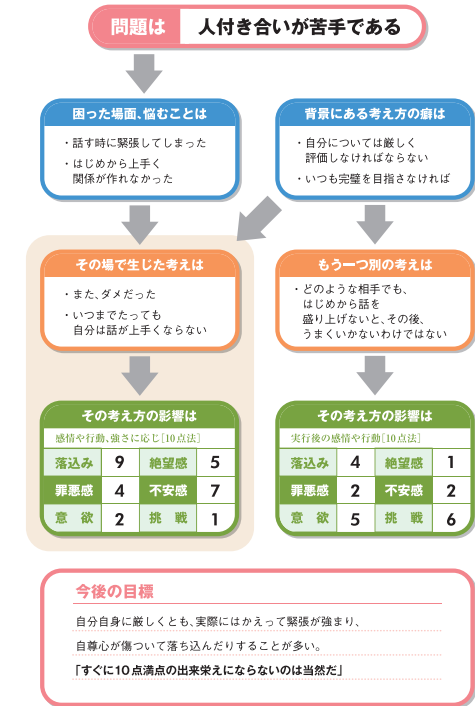 問題は 人付き合いが苦手である
困った場面、悩むことは
・話す時に緊張してしまった
・はじめから上手く
関係が作れなかった
背景にある考え方の癖は
・自分については厳しく
評価しなければならない
・いつも完璧を目指さなければ
その場で生じた考えは
・また、ダメだった
・いつまでたっても
自分は話が上手くならない
もう一つ別の考えは
・どのような相手でも、
はじめから話を
盛り上げないと、その後、
うまくいかないわけではない
その考え方の影響は
感情や行動、強さに応じ［10点法］
落込み 9 絶望感 5
罪悪感 4 不安感 7
意欲 2 挑戦 1
その考え方の影響は
実行後の感情や行動［10点法］
落込み 4 絶望感 1
罪悪感 2 不安感 2
意欲 5 挑戦 6
今後の目標
自分自身に厳しくとも、実際にはかえって緊張が強まり、
自尊心が傷ついて落ち込んだりすることが多い。
「すぐに10点満点の出来栄えにならないのは当然だ」